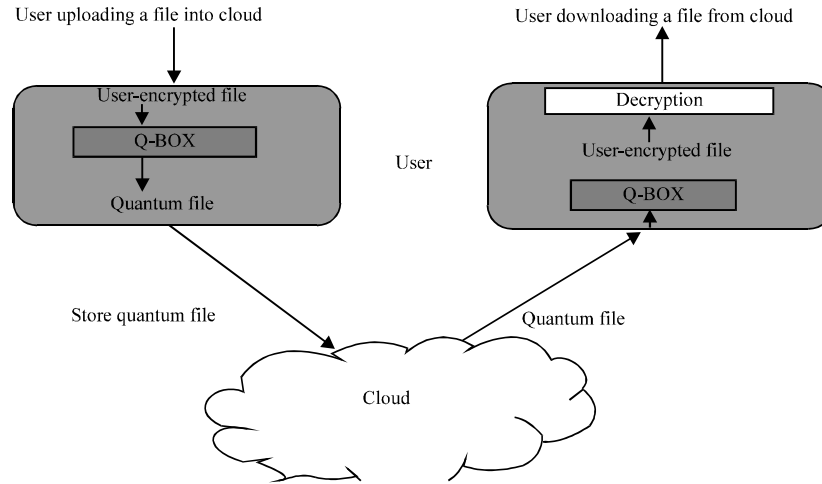 User uploading a file into cloud
User-encrypted file
Q-BOX
Quantum file
Store quantum file
User
User downloading a file from cloud
Decryption
User-encrypted file
Q-BOX
Quantum file
Cloud